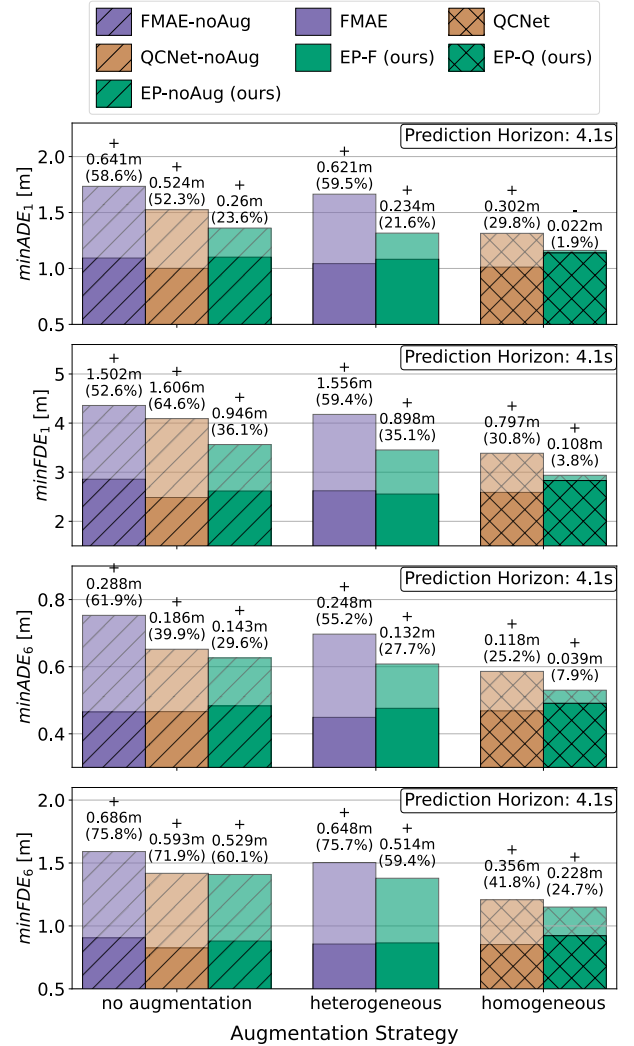 FMAE-noAug FMAE QCNet
QCNet-noAug EP-F (ours) EP-Q (ours)
EP-noAug (ours)
minADE1 [m]
2.0
1.5
1.0
0.5
Prediction Horizon: 4.1s
+
0.641m
(58.6%)
+
0.524m
(52.3%)
+
0.26m
(23.6%)
+
0.621m
(59.5%)
+
0.234m
(21.6%)
+
0.302m
(29.8%)
-
0.022m
(1.9%)
minFDE1 [m]
5
4
3
2
Prediction Horizon: 4.1s
+
1.502m
(52.6%)
+
1.606m
(64.6%)
+
0.946m
(36.1%)
+
1.556m
(59.4%)
+
0.898m
(35.1%)
+
0.797m
(30.8%)
+
0.108m
(3.8%)
minADE6 [m]
0.8
0.6
0.4
Prediction Horizon: 4.1s
+
0.288m
(61.9%)
+
0.186m
(39.9%)
+
0.143m
(29.6%)
+
0.248m
(55.2%)
+
0.132m
(27.7%)
+
0.118m
(25.2%)
+
0.039m
(7.9%)
minFDE6 [m]
2.0
1.5
1.0
0.5
Prediction Horizon: 4.1s
+
0.686m
(75.8%)
+
0.593m
(71.9%)
+
0.529m
(60.1%)
+
0.648m
(75.7%)
+
0.514m
(59.4%)
+
0.356m
(41.8%)
+
0.228m
(24.7%)
no augmentation heterogeneous homogeneous
Augmentation Strategy